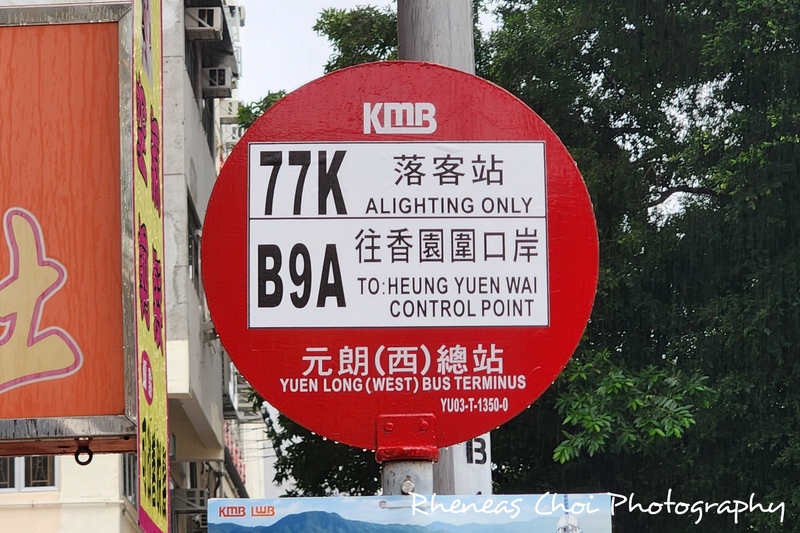 KMB
77K 落客站
ALIGHTING ONLY
B9A 往香園圍口岸
TO:HEUNG YUEN WAI
CONTROL POINT
元朗(西)總站
YUEN LONG (WEST) BUS TERMINUS
YU03-T-1350-0
13
KMB LWB
Rheneas Choi Photography